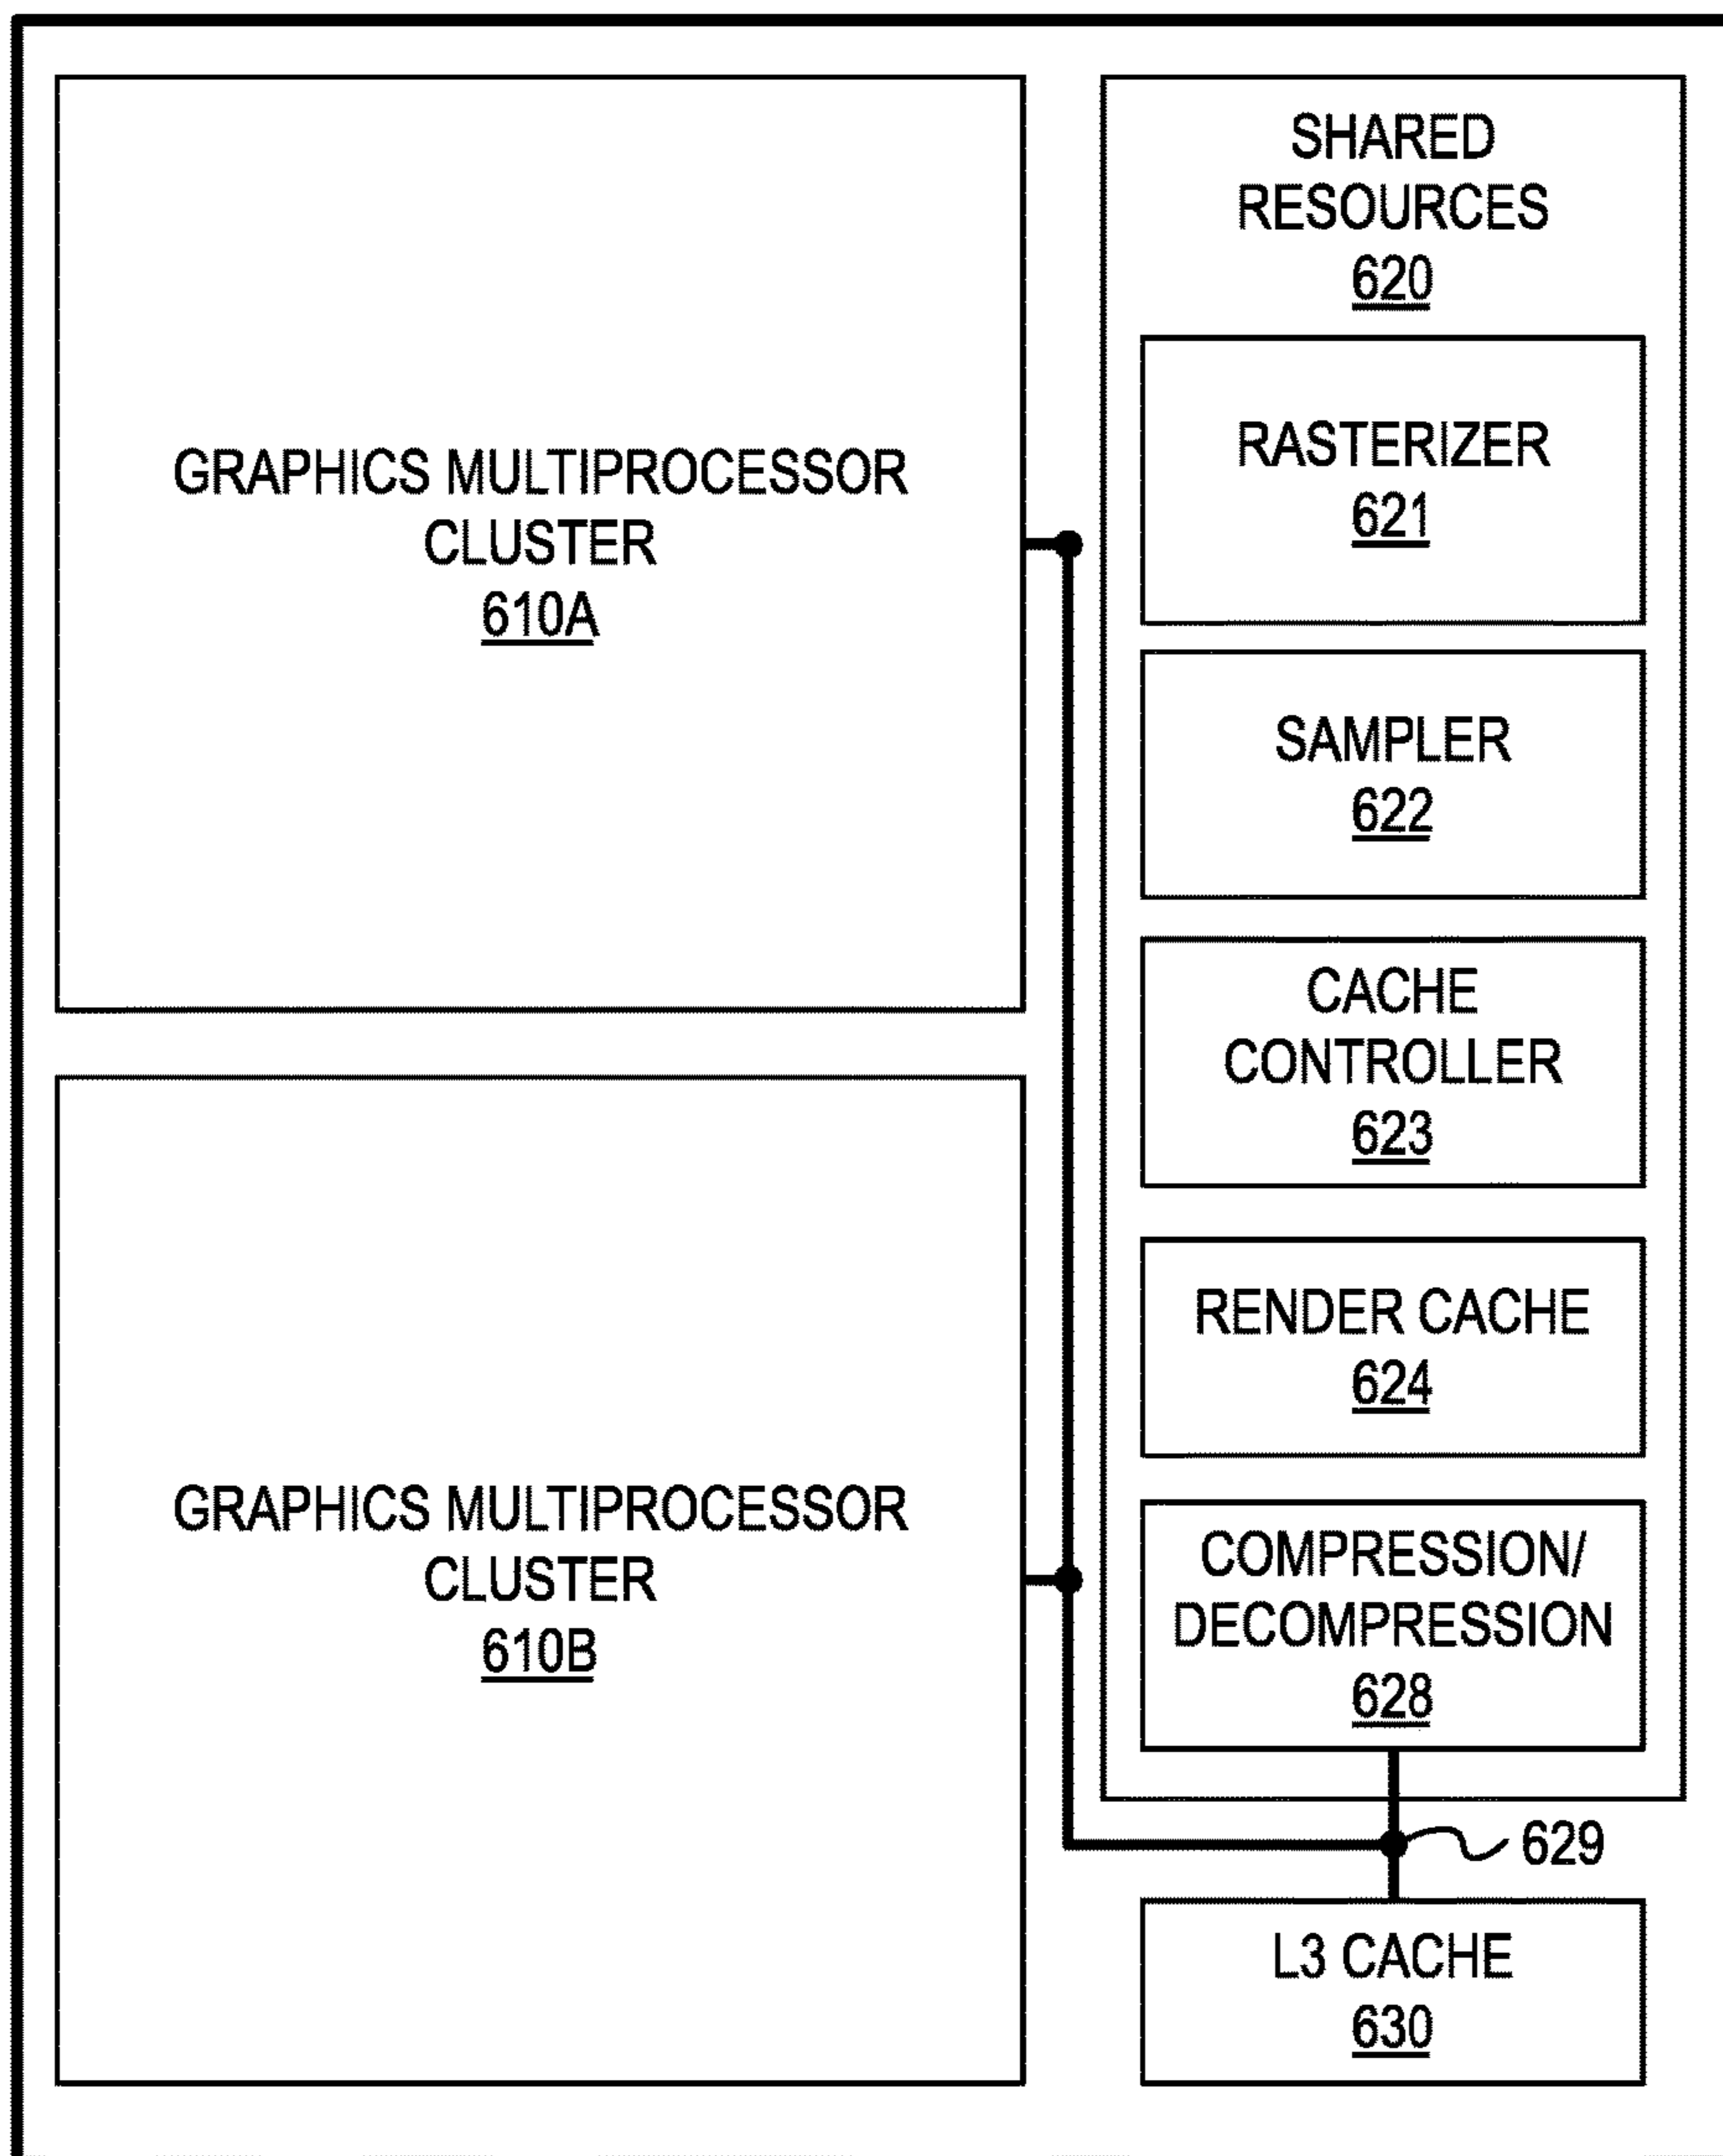 GRAPHICS MULTIPROCESSOR
CLUSTER
610A
GRAPHICS MULTIPROCESSOR
CLUSTER
610B
SHARED
RESOURCES
620
RASTERIZER
621
SAMPLER
622
CACHE
CONTROLLER
623
RENDER CACHE
624
COMPRESSION/
DECOMPRESSION
628
629
L3 CACHE
630